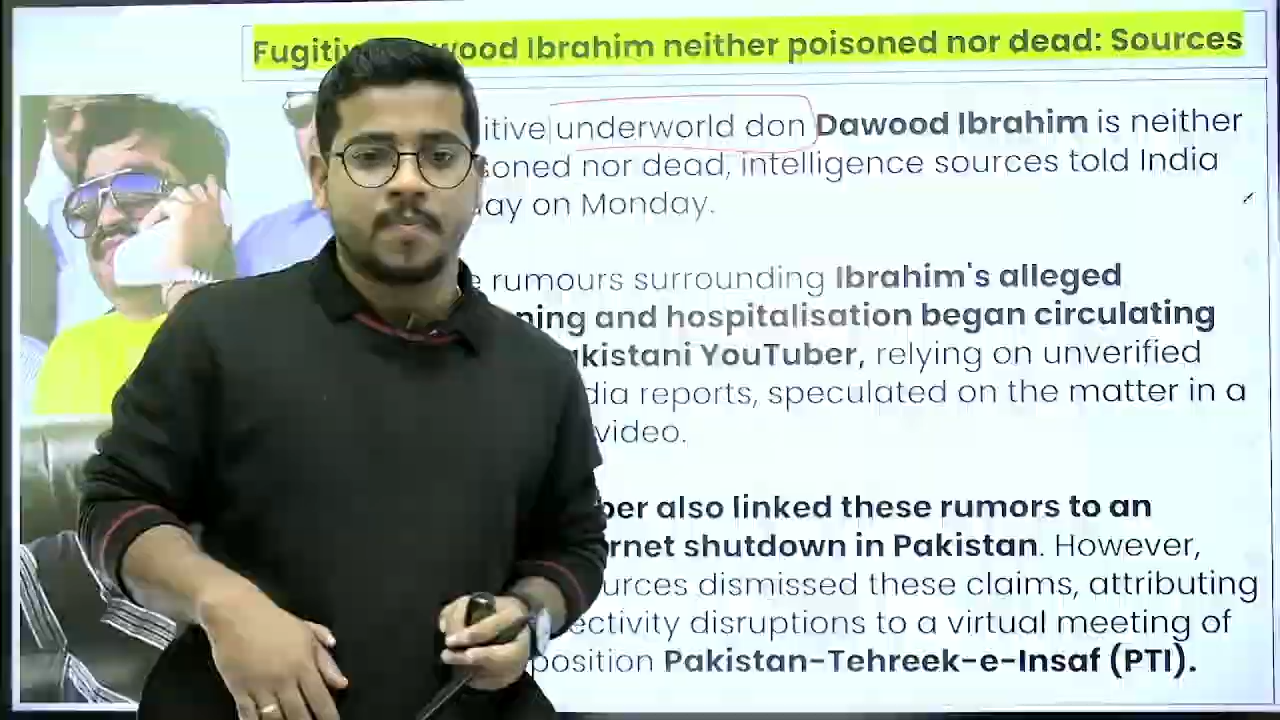 Fugiti wood Ibrahim neither poisoned nor dead: Sources
itive underworld don Dawood Ibrahim is neither
soned nor dead, intelligence sources told India
ay on Monday.
e rumours surrounding Ibrahim's alleged
ning and hospitalisation began circulating
akistani YouTuber, relying on unverified
dia reports, speculated on the matter in a
video.
ber also linked these rumors to an
rnet shutdown in Pakistan. However,
urces dismissed these claims, attributing
ectivity disruptions to a virtual meeting of
position Pakistan-Tehreek-e-Insaf (PTI).